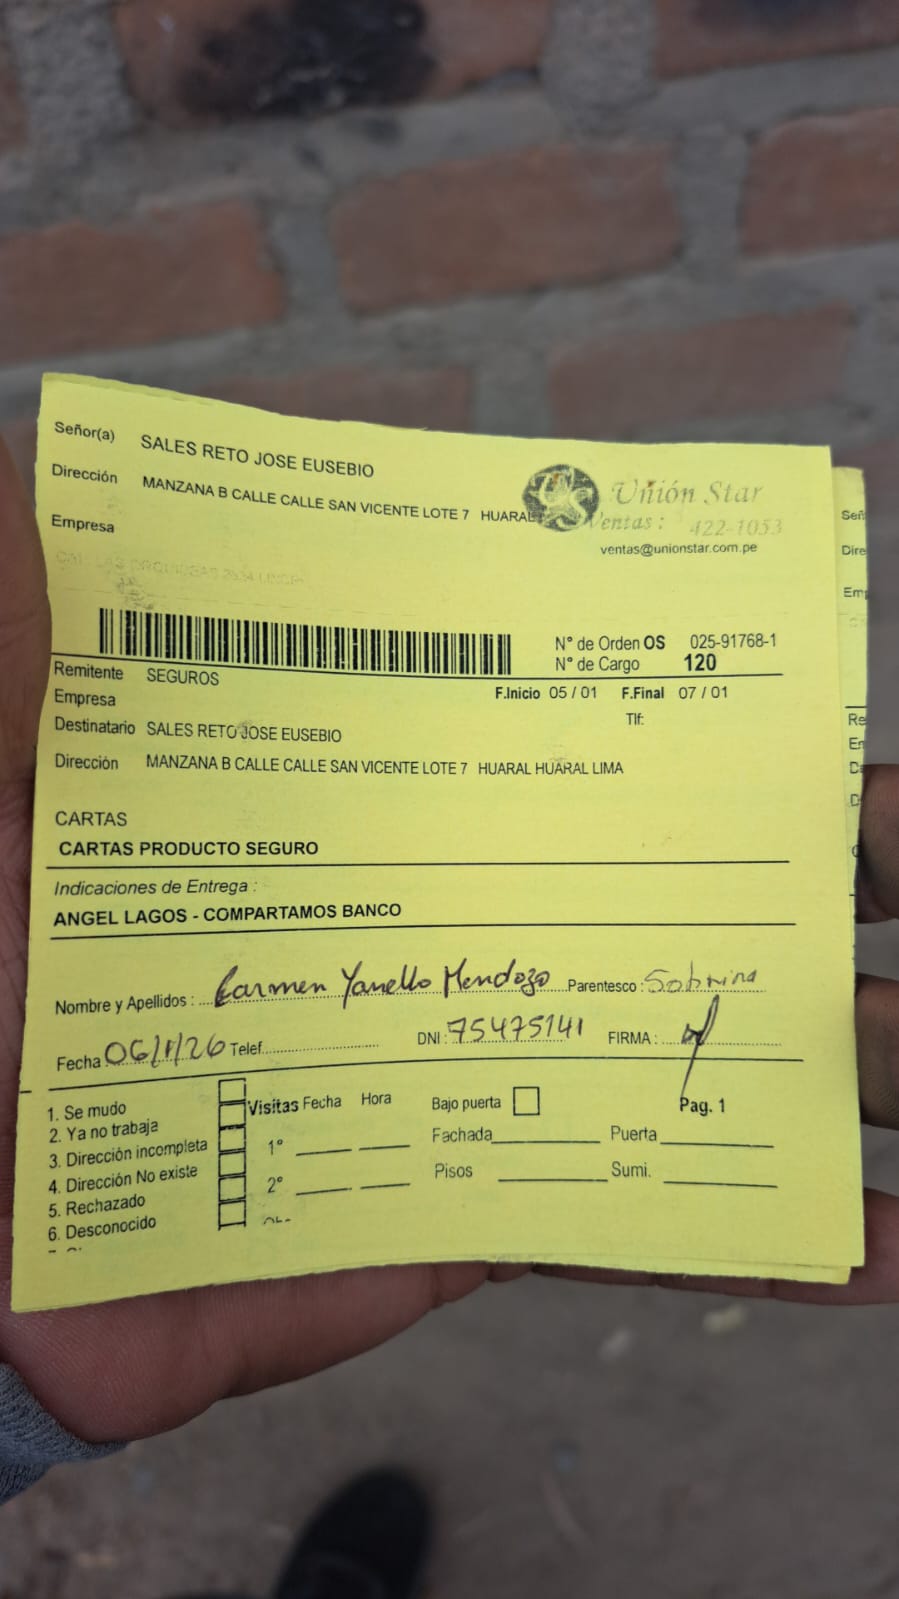 Señor(a) SALES RETO JOSE EUSEBIO
Dirección MANZANA B CALLE CALLE SAN VICENTE LOTE 7 HUARAL
Empresa
Unión Star
Ventas: 422-1053
ventas@unionstar.com.pe
N° de Orden OS 025-91768-1
N° de Cargo 120
Remitente SEGUROS
F.Inicio 05 / 01 F.Final 07 / 01
Empresa
Tlf:
Destinatario SALES RETO JOSE EUSEBIO
Dirección MANZANA B CALLE CALLE SAN VICENTE LOTE 7 HUARAL HUARAL LIMA
CARTAS
CARTAS PRODUCTO SEGURO
Indicaciones de Entrega :
ANGEL LAGOS - COMPARTAMOS BANCO
Nombre y Apellidos : Carmen Yanello Mendozo Parentesco : Sobrina
Fecha 06/1/26 Telef. DNI : 75475141 FIRMA :
1. Se mudo
2. Ya no trabaja
3. Dirección incompleta
4. Dirección No existe
5. Rechazado
6. Desconocido
Visitas Fecha Hora
1°
2°
Bajo puerta
Pag. 1
Fachada Puerta
Pisos Sumi.
Señ
Dire
Em
Re